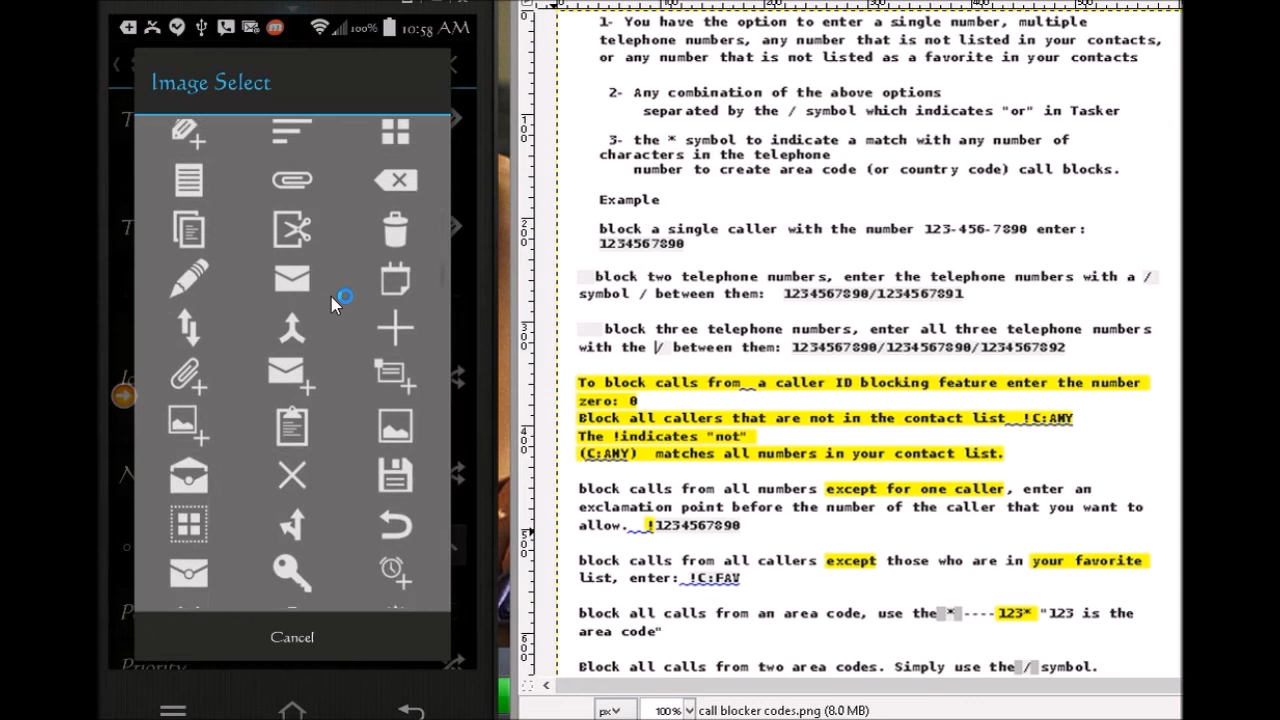 100%
10:58 AM
Image Select
Cancel
Priority
1- You have the option to enter a single number, multiple
telephone numbers, any number that is not listed in your contacts,
or any number that is not listed as a favorite in your contacts
2- Any combination of the above options
separated by the / symbol which indicates "or" in Tasker
3- the * symbol to indicate a match with any number of
characters in the telephone
number to create area code (or country code) call blocks.
Example
block a single caller with the number 123-456-7890 enter:
1234567890
block two telephone numbers, enter the telephone numbers with a /
symbol / between them: 1234567890/1234567891
block three telephone numbers, enter all three telephone numbers
with the / between them: 1234567890/1234567890/1234567892
To block calls from a caller ID blocking feature enter the number
zero: 0
Block all callers that are not in the contact list !C:ANY
The !indicates "not"
(C:ANY) matches all numbers in your contact list.
block calls from all numbers except for one caller, enter an
exclamation point before the number of the caller that you want to
allow. !1234567890
block calls from all callers except those who are in your favorite
list, enter: !C:FAV
block all calls from an area code, use the * ----123* "123 is the
area code"
Block all calls from two area codes. Simply use the / symbol.
px
100%
call blocker codes.png (8.0 MB)